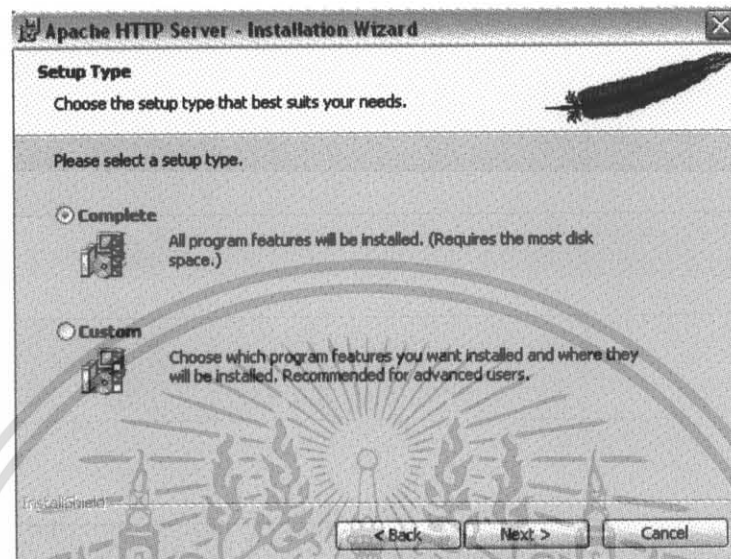 Apache HTTP Server - Installation Wizard
Setup Type
Choose the setup type that best suits your needs.
Please select a setup type.
Complete
All program features will be installed. (Requires the most disk
space.)
Custom
Choose which program features you want installed and where they
will be installed. Recommended for advanced users.
InstallShield
< Back
Next >
Cancel